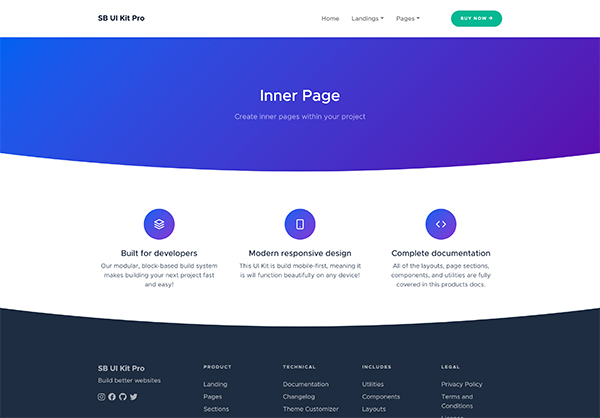 SB UI Kit Pro
Home Landings Pages BUY NOW
Inner Page
Create inner pages within your project
Built for developers
Our modular, block-based build system
makes building your next project fast
and easy!
Modern responsive design
This UI Kit is build mobile-first, meaning it
is will function beautifully on any device!
Complete documentation
All of the layouts, page sections,
components, and utilities are fully
covered in this products docs.
SB UI Kit Pro
Build better websites
PRODUCT
Landing
Pages
Sections
TECHNICAL
Documentation
Changelog
Theme Customizer
INCLUDES
Utilities
Components
Layouts
LEGAL
Privacy Policy
Terms and
Conditions
License